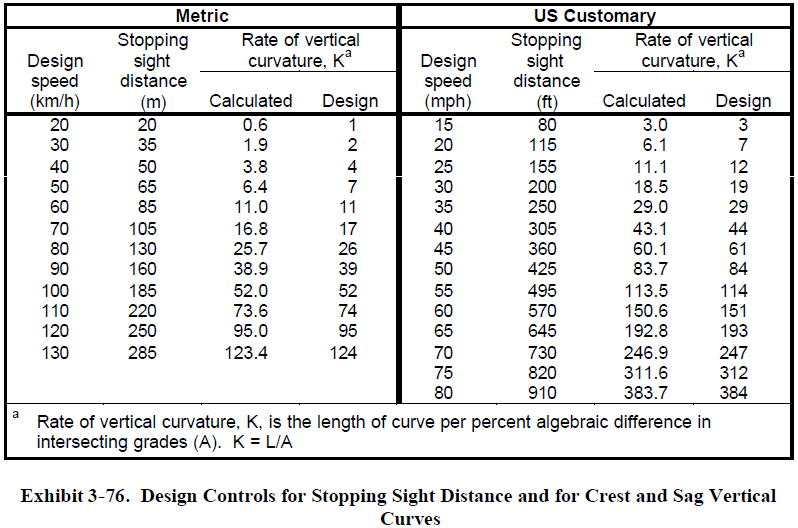 Metric US Customary
Design speed (km/h) Stopping sight distance (m) Rate of vertical curvature, Kᵃ Design speed (mph) Stopping sight distance (ft) Rate of vertical curvature, Kᵃ
Calculated Design Calculated Design
20 20 0.6 1 15 80 3.0 3
30 35 1.9 2 20 115 6.1 7
40 50 3.8 4 25 155 11.1 12
50 65 6.4 7 30 200 18.5 19
60 85 11.0 11 35 250 29.0 29
70 105 16.8 17 40 305 43.1 44
80 130 25.7 26 45 360 60.1 61
90 160 38.9 39 50 425 83.7 84
100 185 52.0 52 55 495 113.5 114
110 220 73.6 74 60 570 150.6 151
120 250 95.0 95 65 645 192.8 193
130 285 123.4 124 70 730 246.9 247
75 820 311.6 312
80 910 383.7 384
ᵃ Rate of vertical curvature, K, is the length of curve per percent algebraic difference in
intersecting grades (A). K = L/A
Exhibit 3-76. Design Controls for Stopping Sight Distance and for Crest and Sag Vertical
Curves